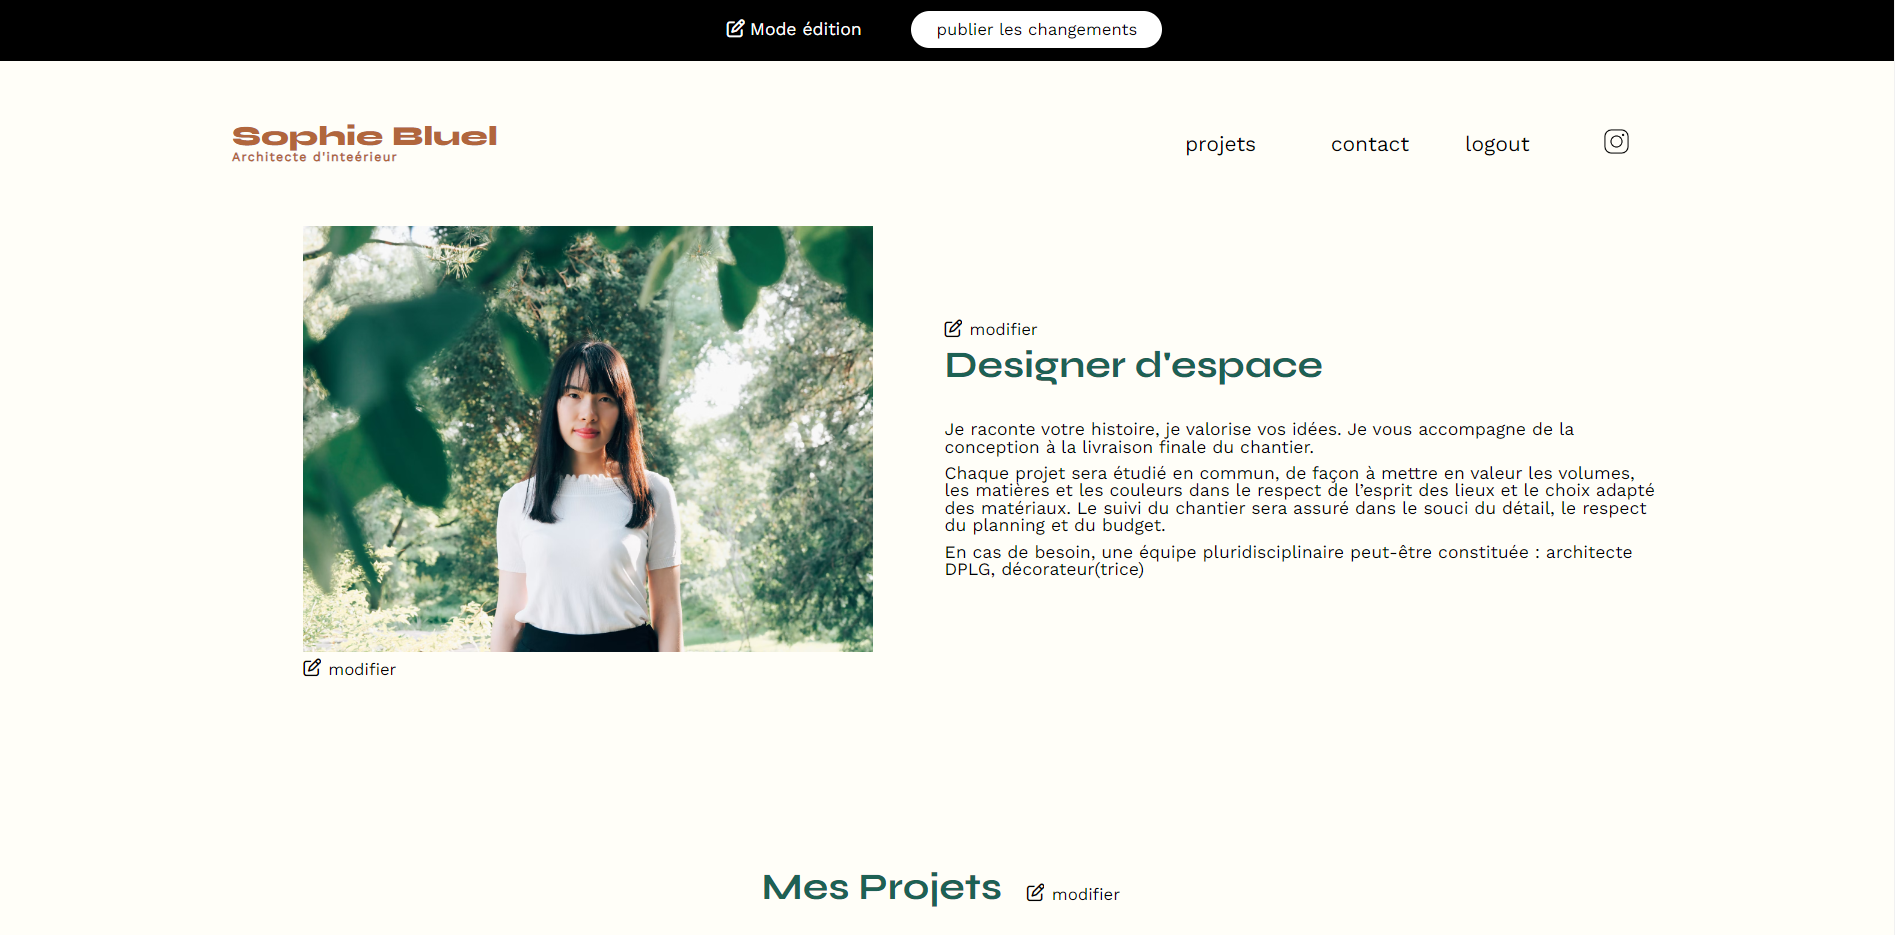 Mode édition
publier les changements
Sophie Bluel
Architecte d'inteérieur
projets
contact
logout
modifier
Designer d'espace
Je raconte votre histoire, je valorise vos idées. Je vous accompagne de la
conception à la livraison finale du chantier.
Chaque projet sera étudié en commun, de façon à mettre en valeur les volumes,
les matières et les couleurs dans le respect de l’esprit des lieux et le choix adapté
des matériaux. Le suivi du chantier sera assuré dans le souci du détail, le respect
du planning et du budget.
En cas de besoin, une équipe pluridisciplinaire peut-être constituée : architecte
DPLG, décorateur(trice)
modifier
Mes Projets
modifier